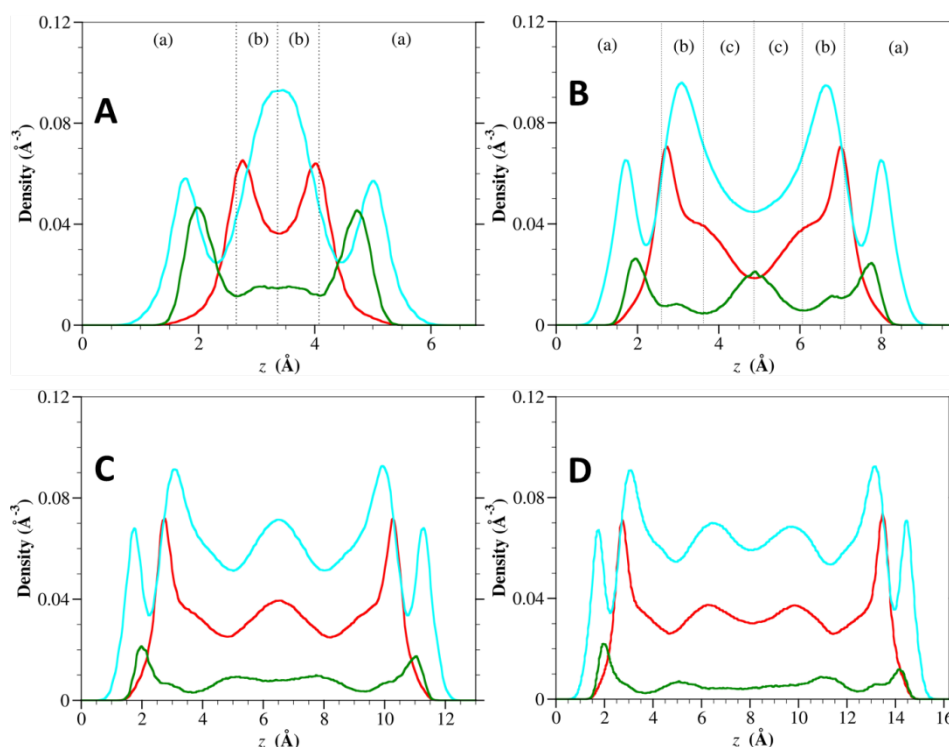 0.12
(a) (b) (b) (a)
A
0.08
Density (Å⁻³)
0.04
0
0 2 4 6
z (Å)
0.12
(a) (b) (c) (c) (b) (a)
B
0.08
Density (Å⁻³)
0.04
0
0 2 4 6 8
z (Å)
0.12
C
0.08
Density (Å⁻³)
0.04
0
0 2 4 6 8 10 12
z (Å)
0.12
D
0.08
Density (Å⁻³)
0.04
0
0 2 4 6 8 10 12 14 16
z (Å)